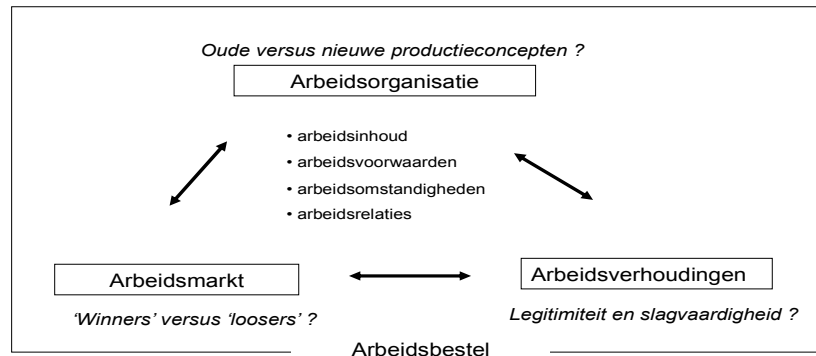 Oude versus nieuwe productieconcepten ?
Arbeidsorganisatie
• arbeidsinhoud
• arbeidsvoorwaarden
• arbeidsomstandigheden
• arbeidsrelaties
Arbeidsmarkt
Arbeidsverhoudingen
‘Winners’ versus ‘loosers’ ?
Legitimiteit en slagvaardigheid ?
Arbeidsbestel